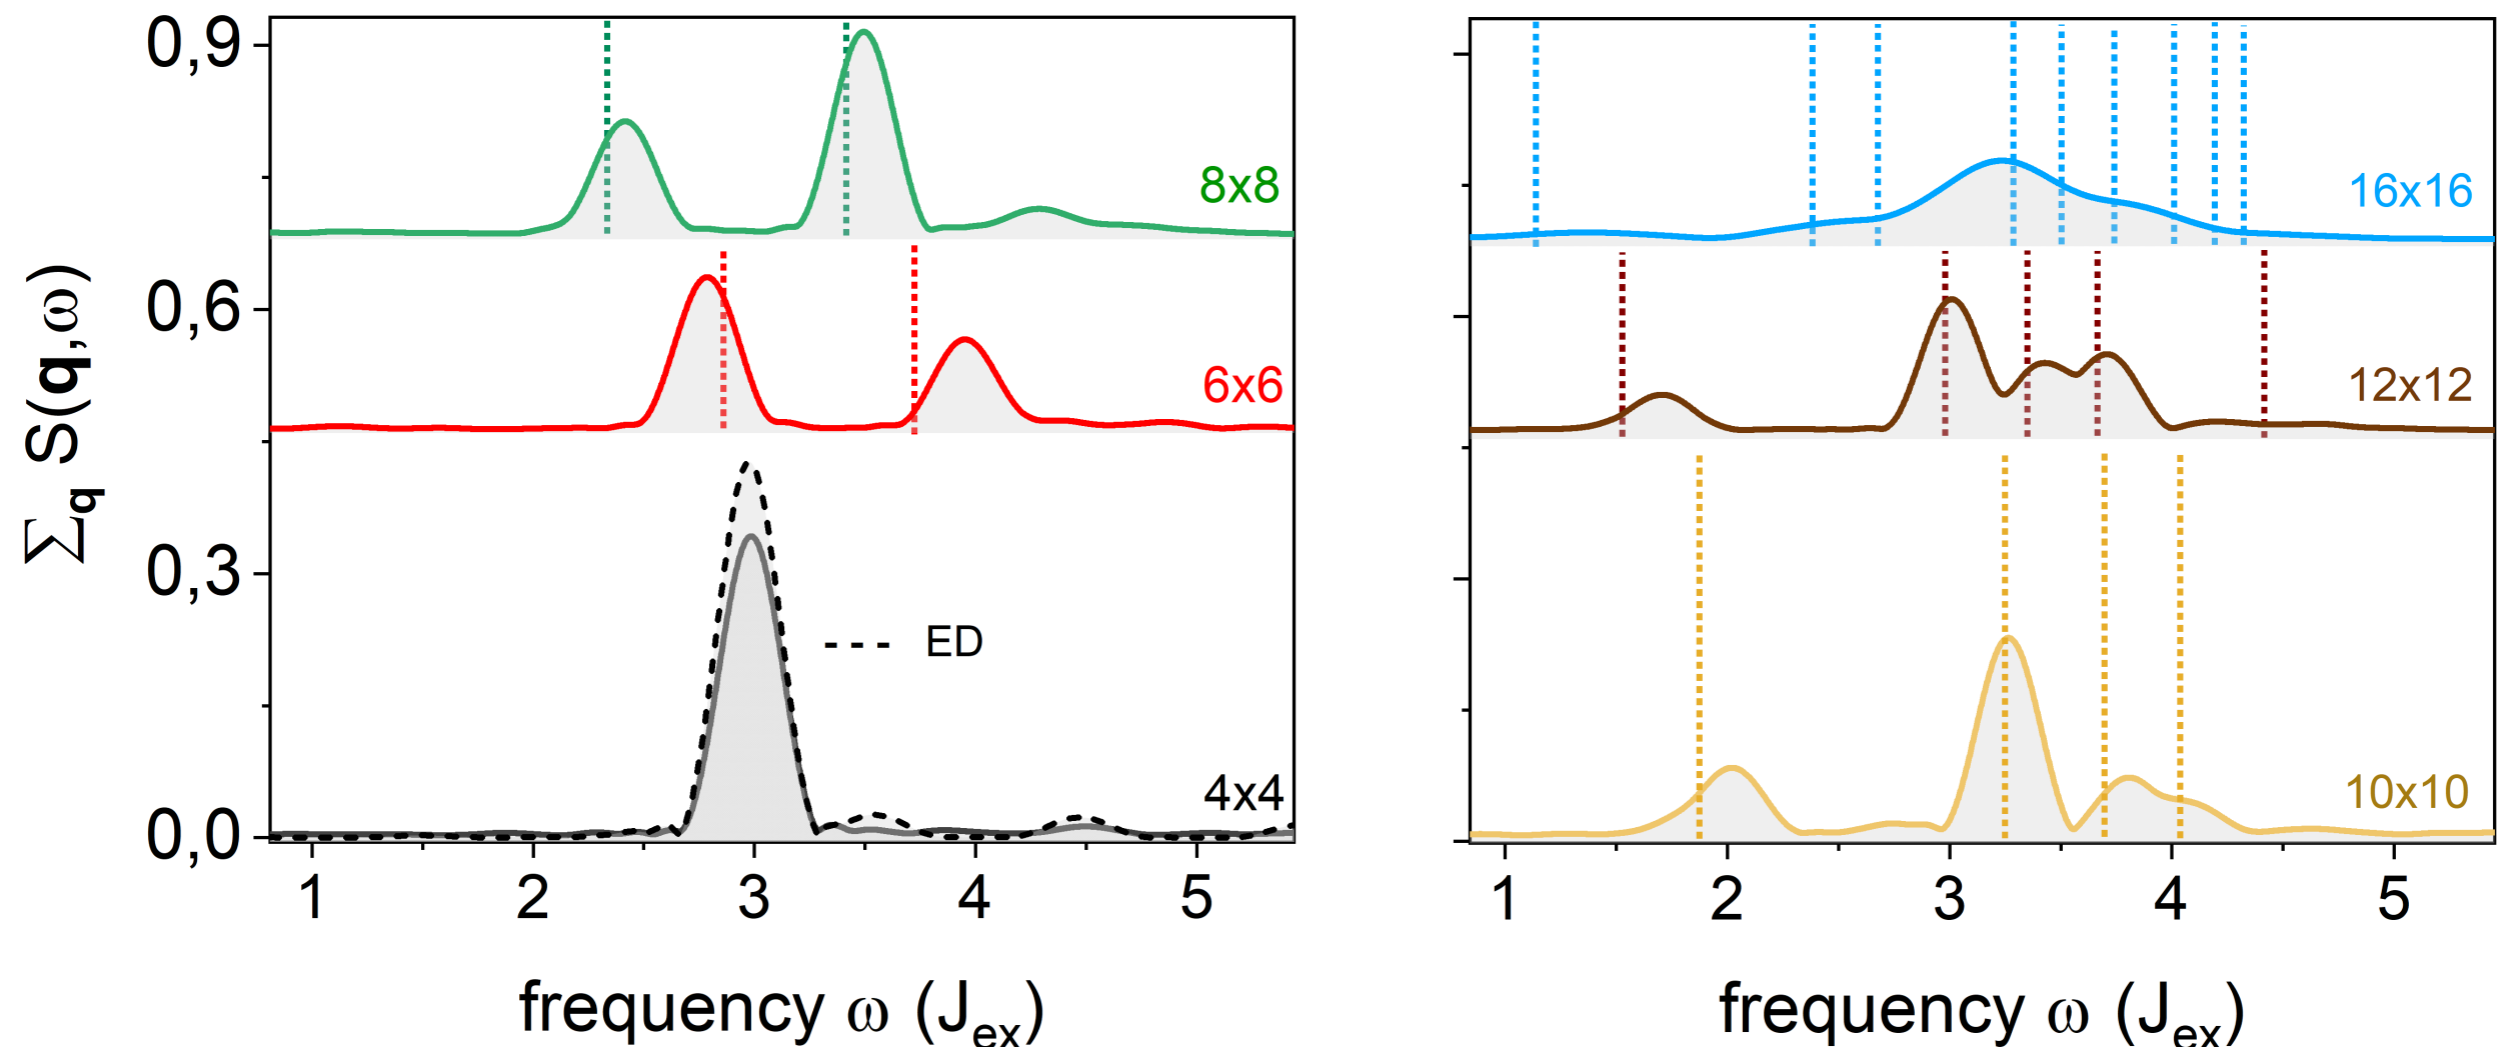 0,9
0,6
0,3
0,0
Σq S(q,ω)
8x8
6x6
--- ED
4x4
1 2 3 4 5
frequency ω (Jex)
16x16
12x12
10x10
1 2 3 4 5
frequency ω (Jex)